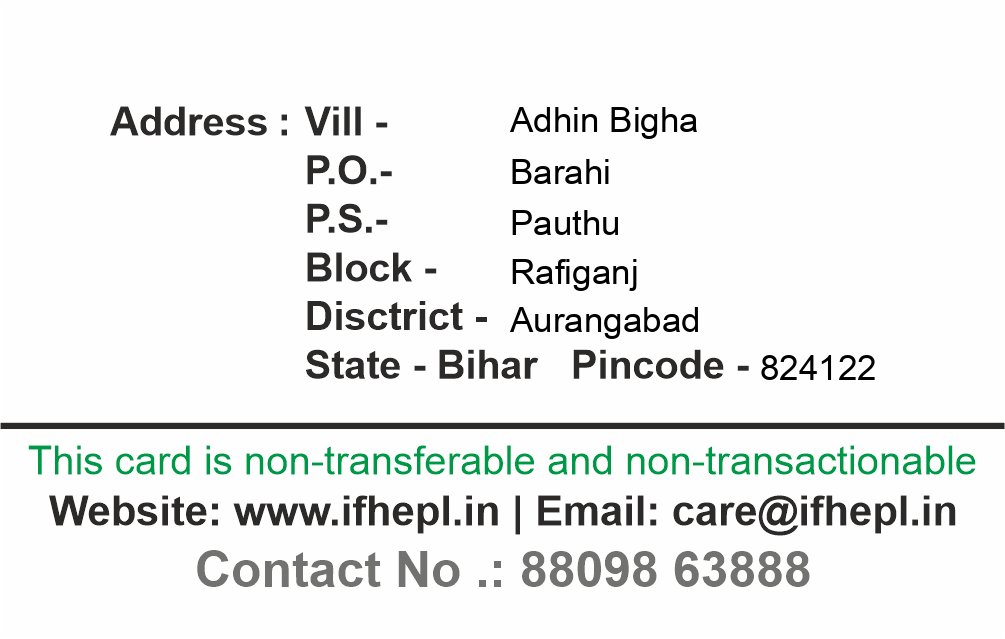 Address : Vill - Adhin Bigha
P.O.- Barahi
P.S.- Pauthu
Block - Rafiganj
Disctrict - Aurangabad
State - Bihar Pincode - 824122
This card is non-transferable and non-transactionable
Website: www.ifhepl.in | Email: care@ifhepl.in
Contact No .: 88098 63888